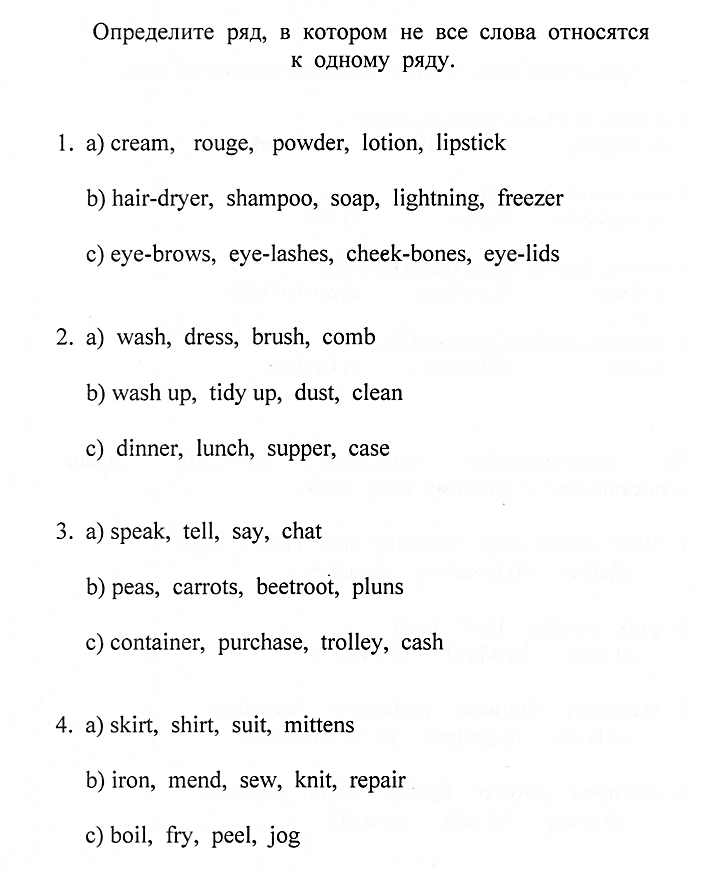 Определите ряд, в котором не все слова относятся
к одному ряду.
1. a) cream, rouge, powder, lotion, lipstick
b) hair-dryer, shampoo, soap, lightning, freezer
c) eye-brows, eye-lashes, cheek-bones, eye-lids
2. a) wash, dress, brush, comb
b) wash up, tidy up, dust, clean
c) dinner, lunch, supper, case
3. a) speak, tell, say, chat
b) peas, carrots, beetroot, pluns
c) container, purchase, trolley, cash
4. a) skirt, shirt, suit, mittens
b) iron, mend, sew, knit, repair
c) boil, fry, peel, jog